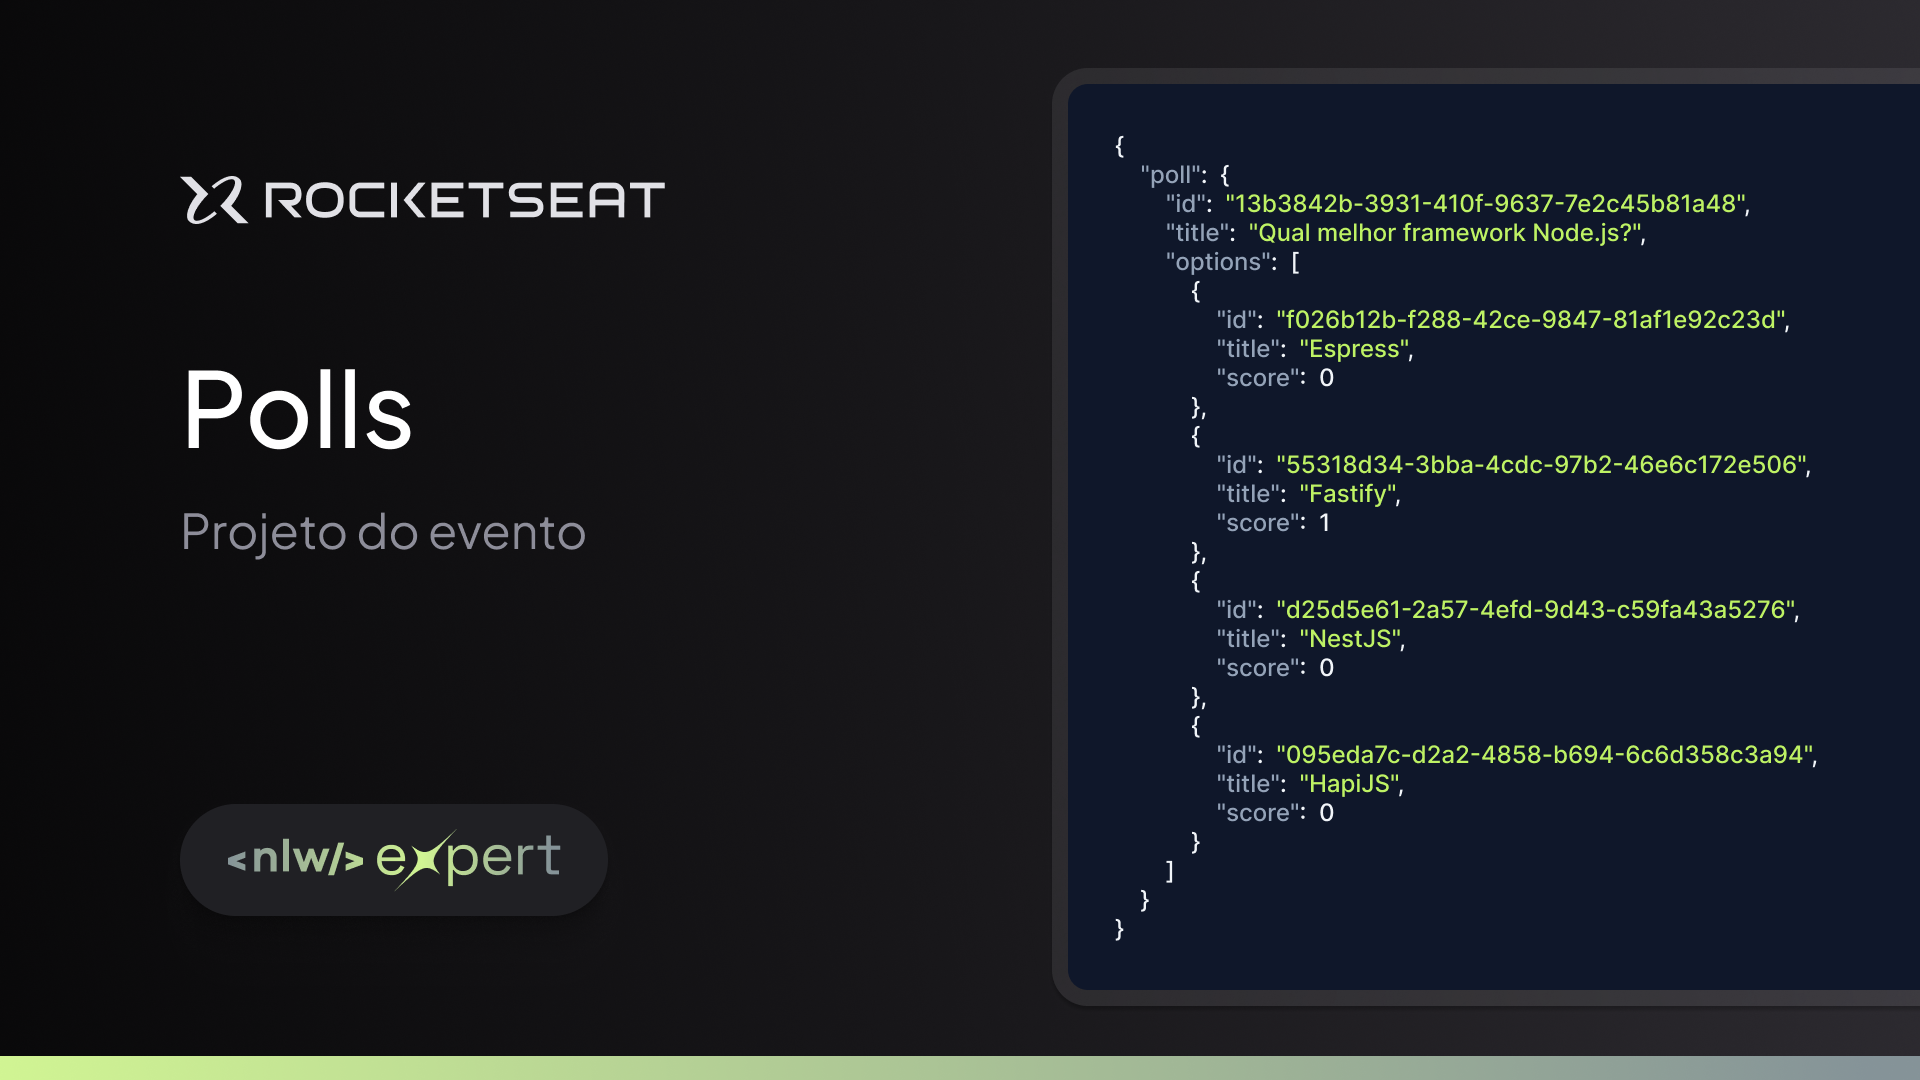 ROCKETSEAT
Polls
Projeto do evento
<nlw/> expert
{
"poll": {
"id": "13b3842b-3931-410f-9637-7e2c45b81a48",
"title": "Qual melhor framework Node.js?",
"options": [
{
"id": "f026b12b-f288-42ce-9847-81af1e92c23d",
"title": "Espress",
"score": 0
},
{
"id": "55318d34-3bba-4cdc-97b2-46e6c172e506",
"title": "Fastify",
"score": 1
},
{
"id": "d25d5e61-2a57-4efd-9d43-c59fa43a5276",
"title": "NestJS",
"score": 0
},
{
"id": "095eda7c-d2a2-4858-b694-6c6d358c3a94",
"title": "HapiJS",
"score": 0
}
]
}
}